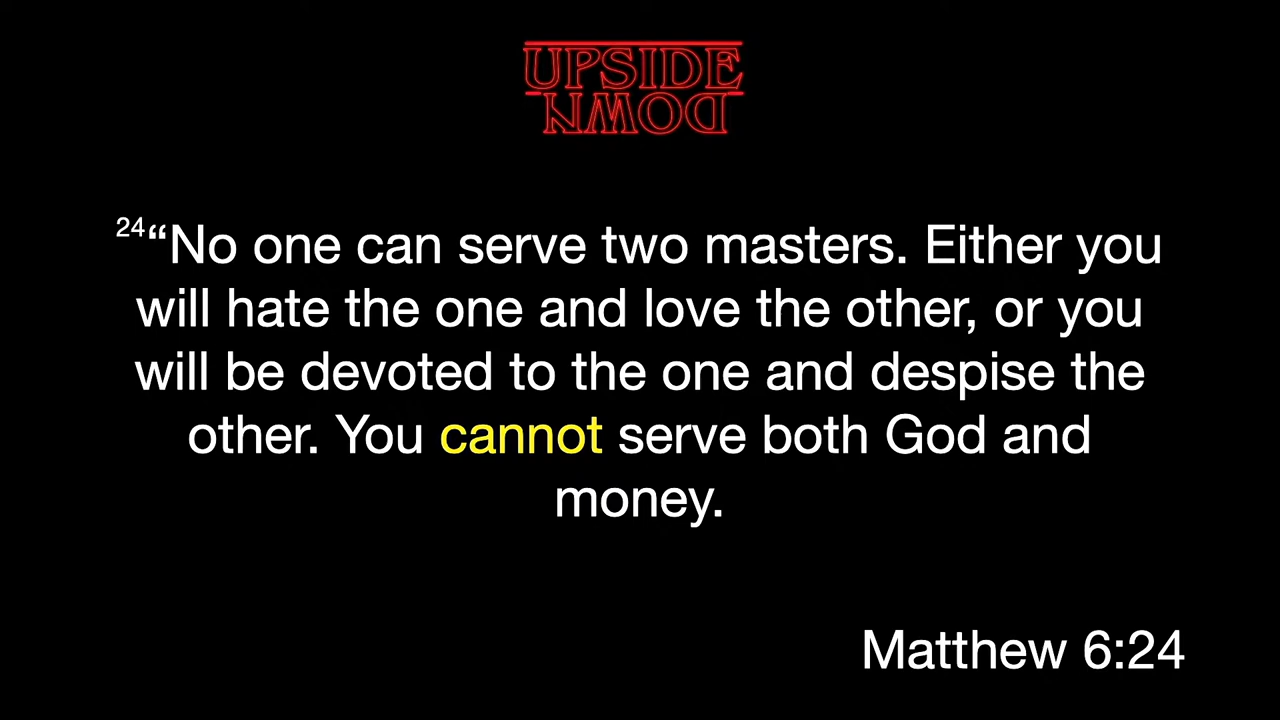 UPSIDE
DOWN
24“No one can serve two masters. Either you
will hate the one and love the other, or you
will be devoted to the one and despise the
other. You cannot serve both God and
money.
Matthew 6:24